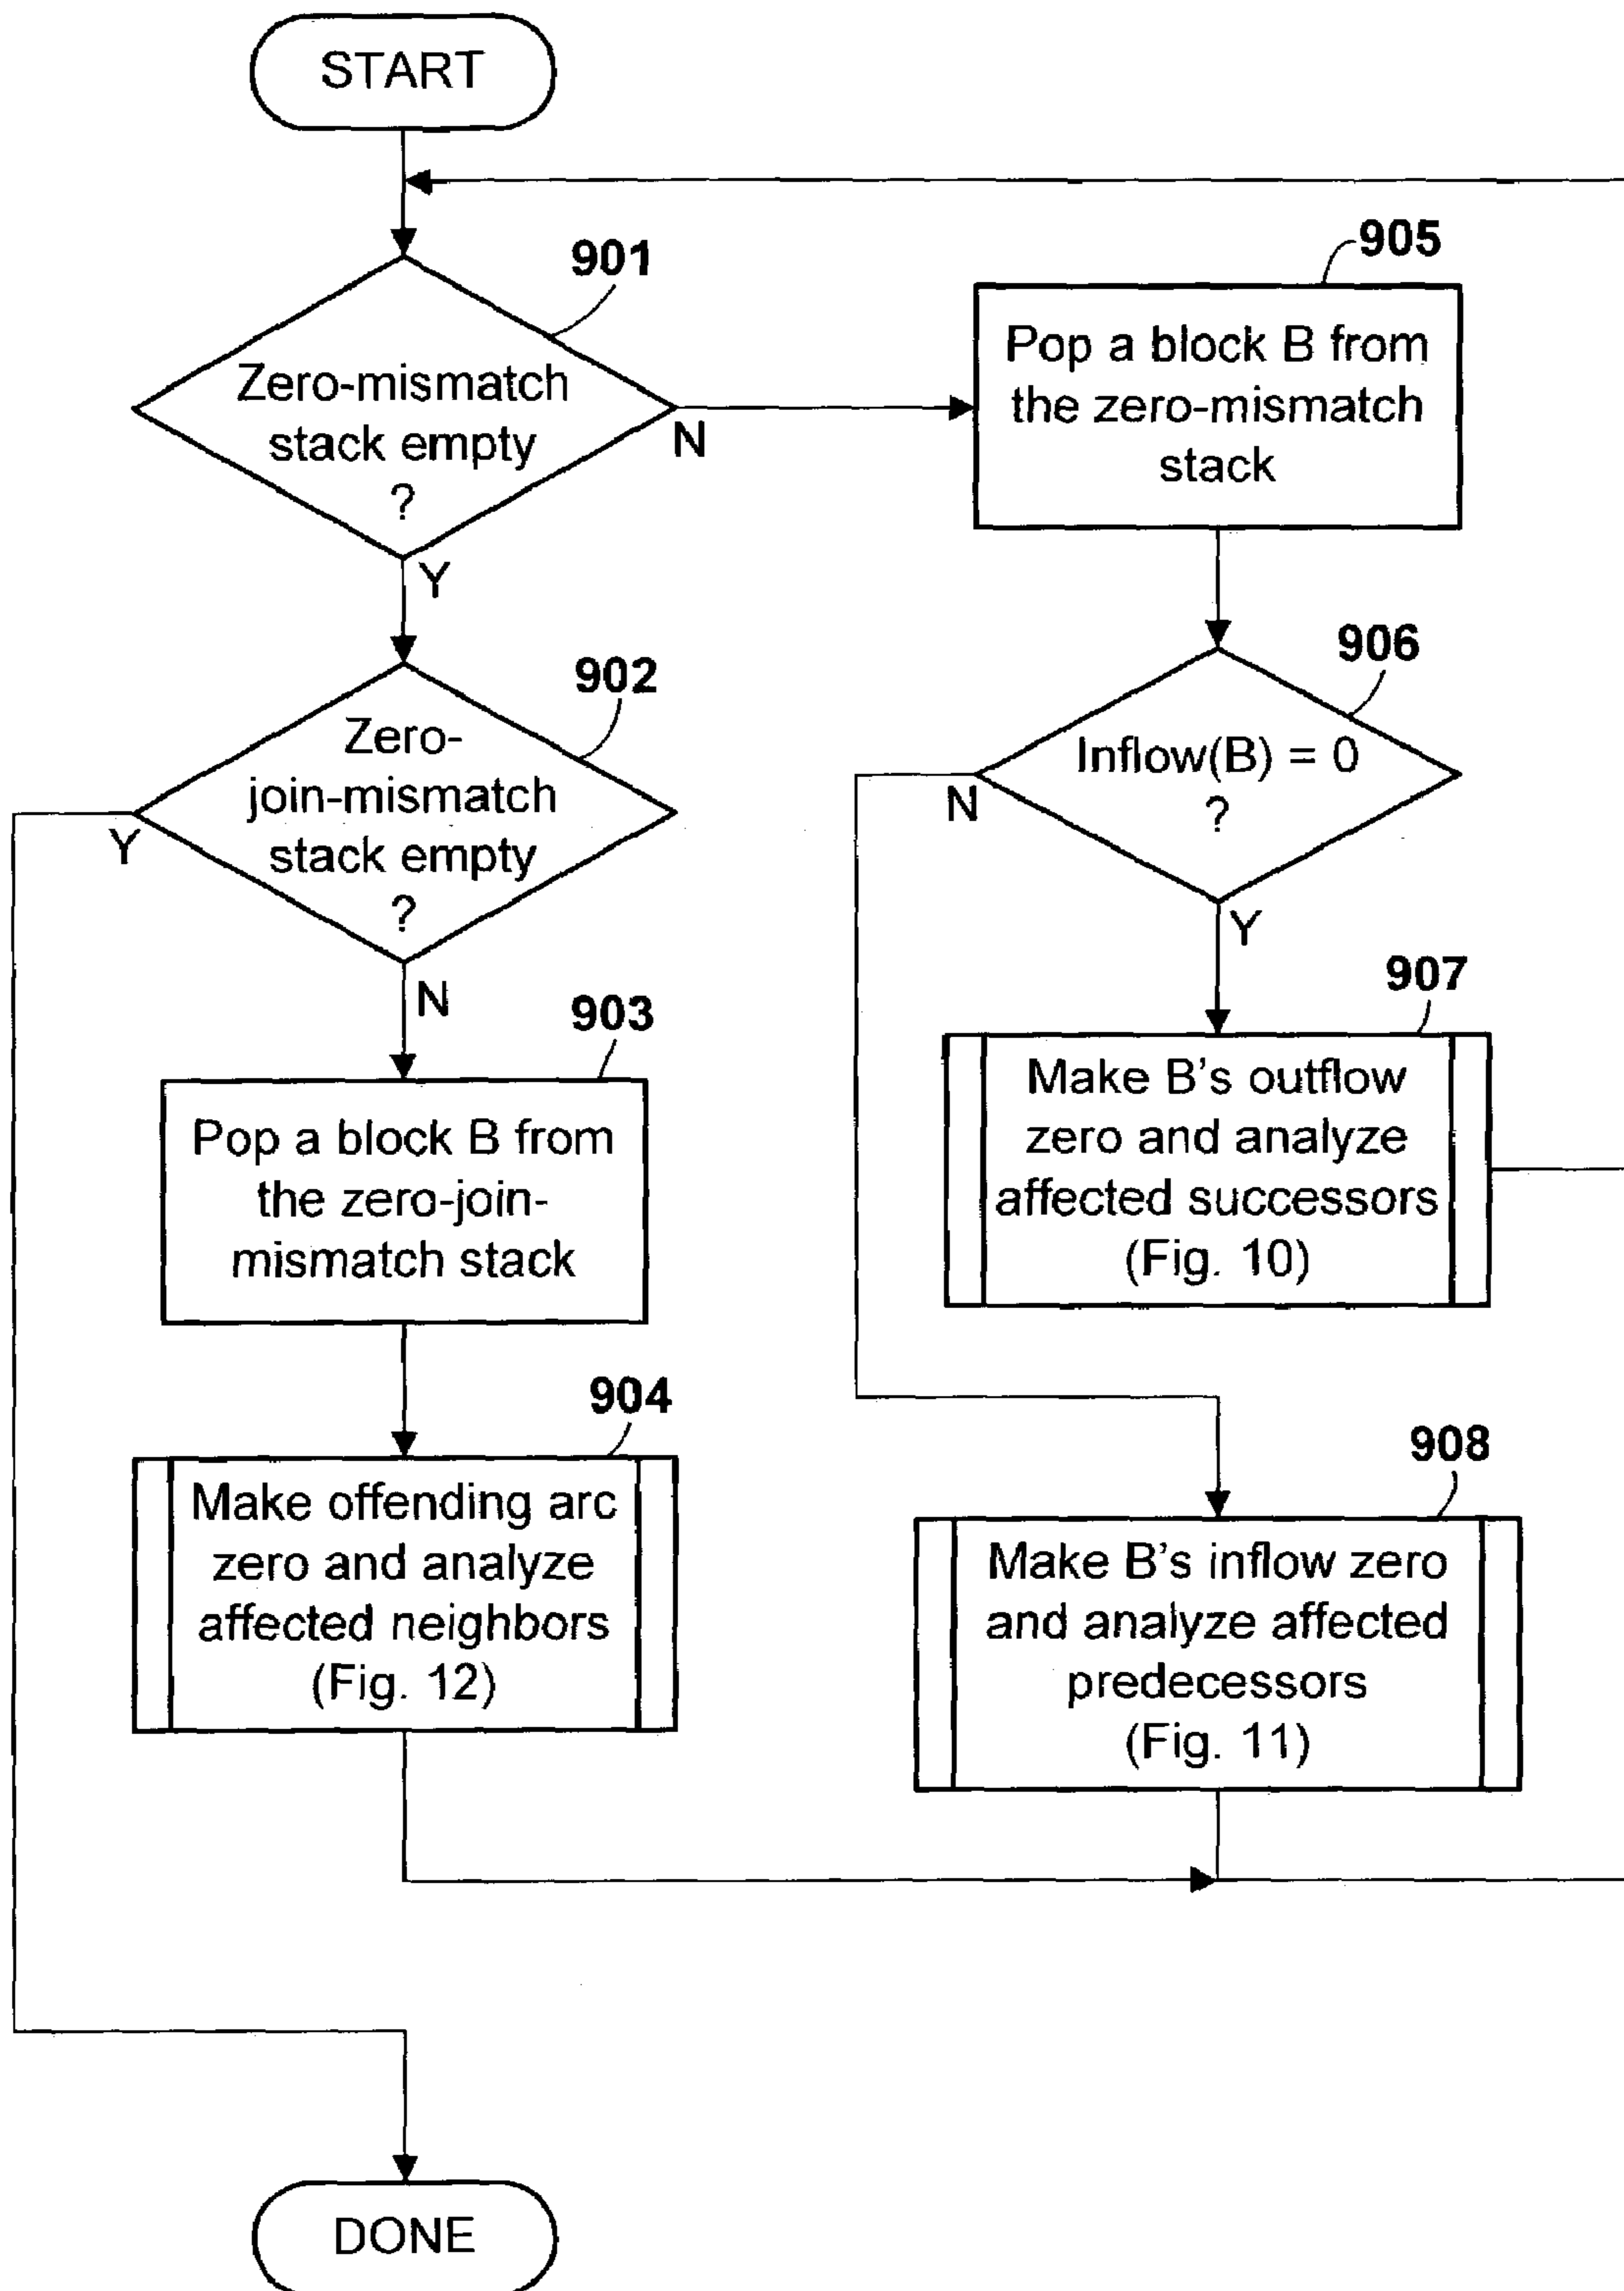 START
901
Zero-mismatch
stack empty
?
N
Y
905
Pop a block B from
the zero-mismatch
stack
902
Zero-
join-mismatch
stack empty
?
Y
N
906
Inflow(B) = 0
?
N
Y
903
Pop a block B from
the zero-join-
mismatch stack
907
Make B's outflow
zero and analyze
affected successors
(Fig. 10)
904
Make offending arc
zero and analyze
affected neighbors
(Fig. 12)
908
Make B's inflow zero
and analyze affected
predecessors
(Fig. 11)
DONE